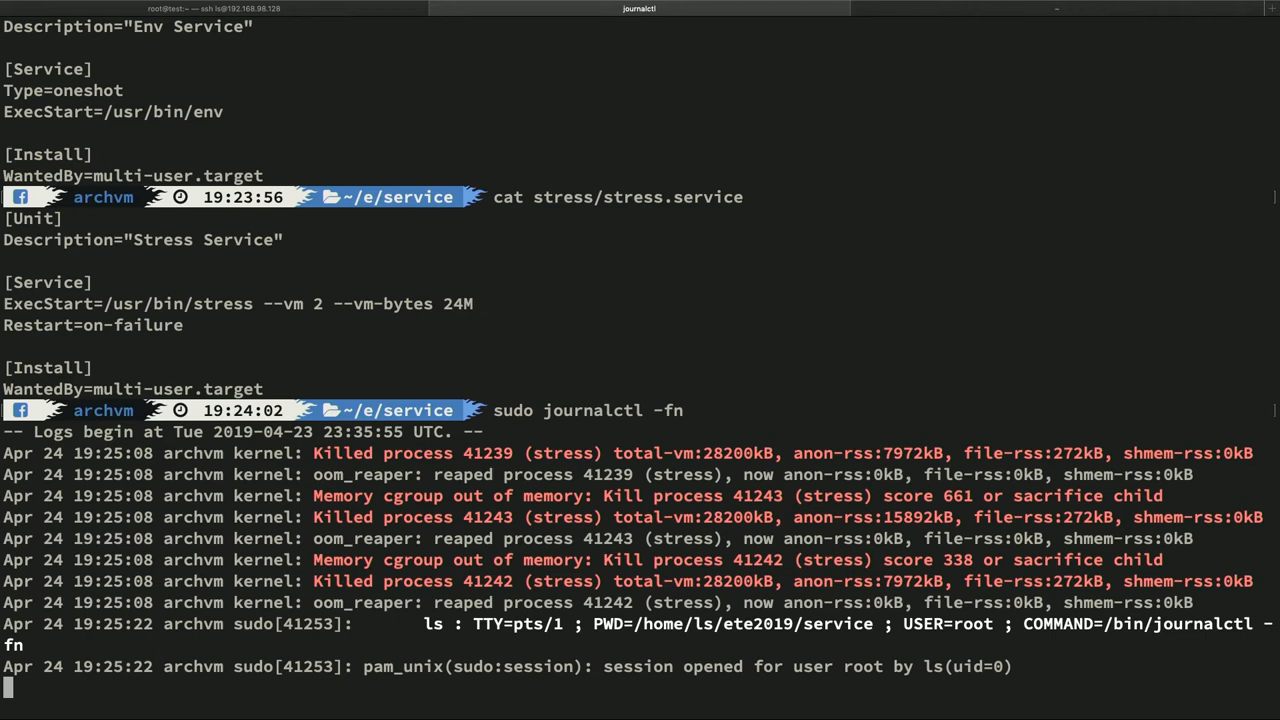 root@test:~ — ssh ls@192.168.98.128
journalctl
~
+
Description="Env Service"
[Service]
Type=oneshot
ExecStart=/usr/bin/env
[Install]
WantedBy=multi-user.target
archvm 19:23:56 ~/e/service cat stress/stress.service
[Unit]
Description="Stress Service"
[Service]
ExecStart=/usr/bin/stress --vm 2 --vm-bytes 24M
Restart=on-failure
[Install]
WantedBy=multi-user.target
archvm 19:24:02 ~/e/service sudo journalctl -fn
-- Logs begin at Tue 2019-04-23 23:35:55 UTC. --
Apr 24 19:25:08 archvm kernel: Killed process 41239 (stress) total-vm:28200kB, anon-rss:7972kB, file-rss:272kB, shmem-rss:0kB
Apr 24 19:25:08 archvm kernel: oom_reaper: reaped process 41239 (stress), now anon-rss:0kB, file-rss:0kB, shmem-rss:0kB
Apr 24 19:25:08 archvm kernel: Memory cgroup out of memory: Kill process 41243 (stress) score 661 or sacrifice child
Apr 24 19:25:08 archvm kernel: Killed process 41243 (stress) total-vm:28200kB, anon-rss:15892kB, file-rss:272kB, shmem-rss:0kB
Apr 24 19:25:08 archvm kernel: oom_reaper: reaped process 41243 (stress), now anon-rss:0kB, file-rss:0kB, shmem-rss:0kB
Apr 24 19:25:08 archvm kernel: Memory cgroup out of memory: Kill process 41242 (stress) score 338 or sacrifice child
Apr 24 19:25:08 archvm kernel: Killed process 41242 (stress) total-vm:28200kB, anon-rss:7972kB, file-rss:272kB, shmem-rss:0kB
Apr 24 19:25:08 archvm kernel: oom_reaper: reaped process 41242 (stress), now anon-rss:0kB, file-rss:0kB, shmem-rss:0kB
Apr 24 19:25:22 archvm sudo[41253]:       ls : TTY=pts/1 ; PWD=/home/ls/ete2019/service ; USER=root ; COMMAND=/bin/journalctl -
fn
Apr 24 19:25:22 archvm sudo[41253]: pam_unix(sudo:session): session opened for user root by ls(uid=0)